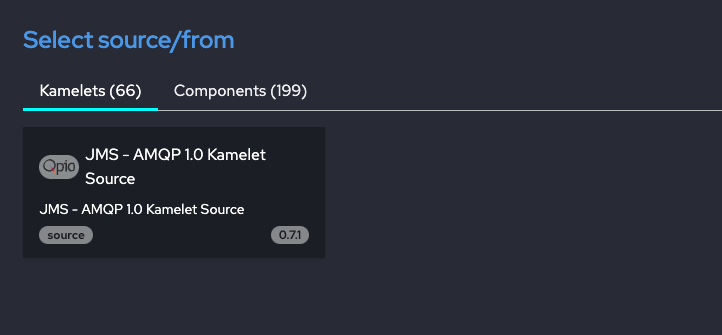 Select source/from
Kamelets (66)
Components (199)
Qpid
JMS - AMQP 1.0 Kamelet
Source
JMS - AMQP 1.0 Kamelet Source
source
0.7.1